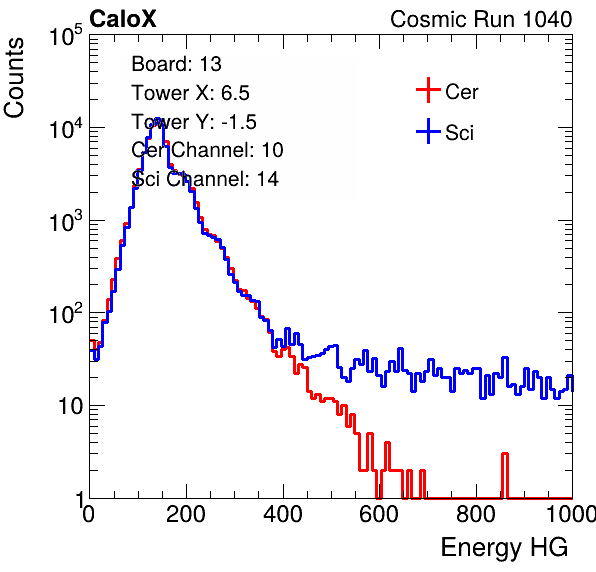 CaloX Cosmic Run 1040
Counts
10^5
10^4
10^3
10^2
10
1
Board: 13
Tower X: 6.5
Tower Y: -1.5
Cer Channel: 10
Sci Channel: 14
Cer
Sci
0 200 400 600 800 1000
Energy HG